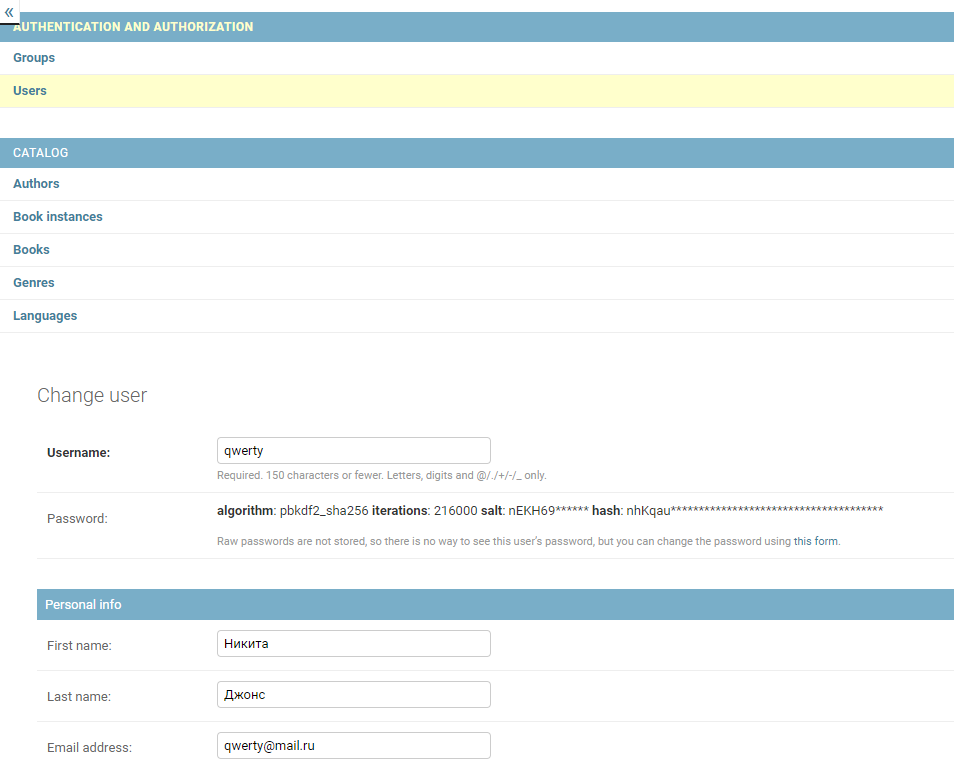 «
AUTHENTICATION AND AUTHORIZATION
Groups
Users
CATALOG
Authors
Book instances
Books
Genres
Languages
Change user
Username: qwerty
Required. 150 characters or fewer. Letters, digits and @/./+/-/_ only.
Password: algorithm: pbkdf2_sha256 iterations: 216000 salt: nEKH69****** hash: nhKqau**************************************
Raw passwords are not stored, so there is no way to see this user's password, but you can change the password using this form.
Personal info
First name: Никита
Last name: Джонс
Email address: qwerty@mail.ru